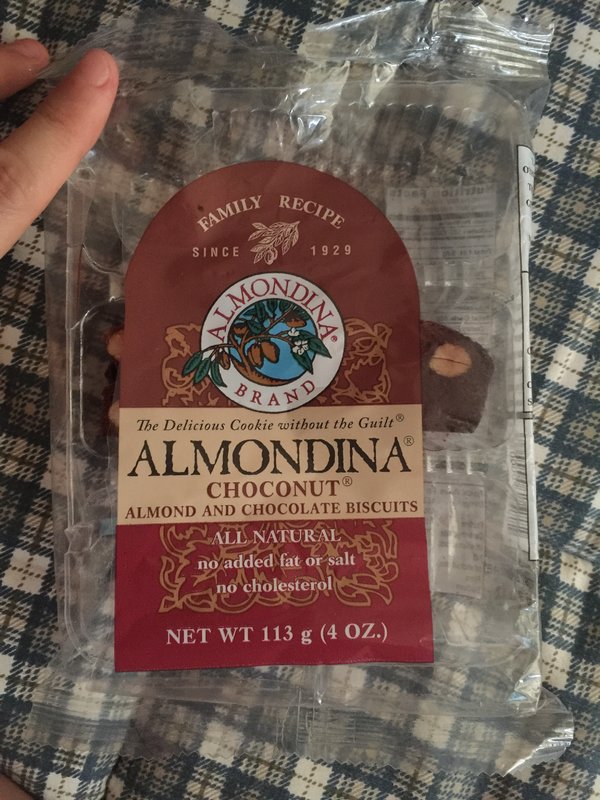 FAMILY RECIPE
SINCE 1929
ALMONDINA®
BRAND
The Delicious Cookie without the Guilt®
ALMONDINA®
CHOCONUT®
ALMOND AND CHOCOLATE BISCUITS
ALL NATURAL
no added fat or salt
no cholesterol
NET WT 113 g (4 OZ.)